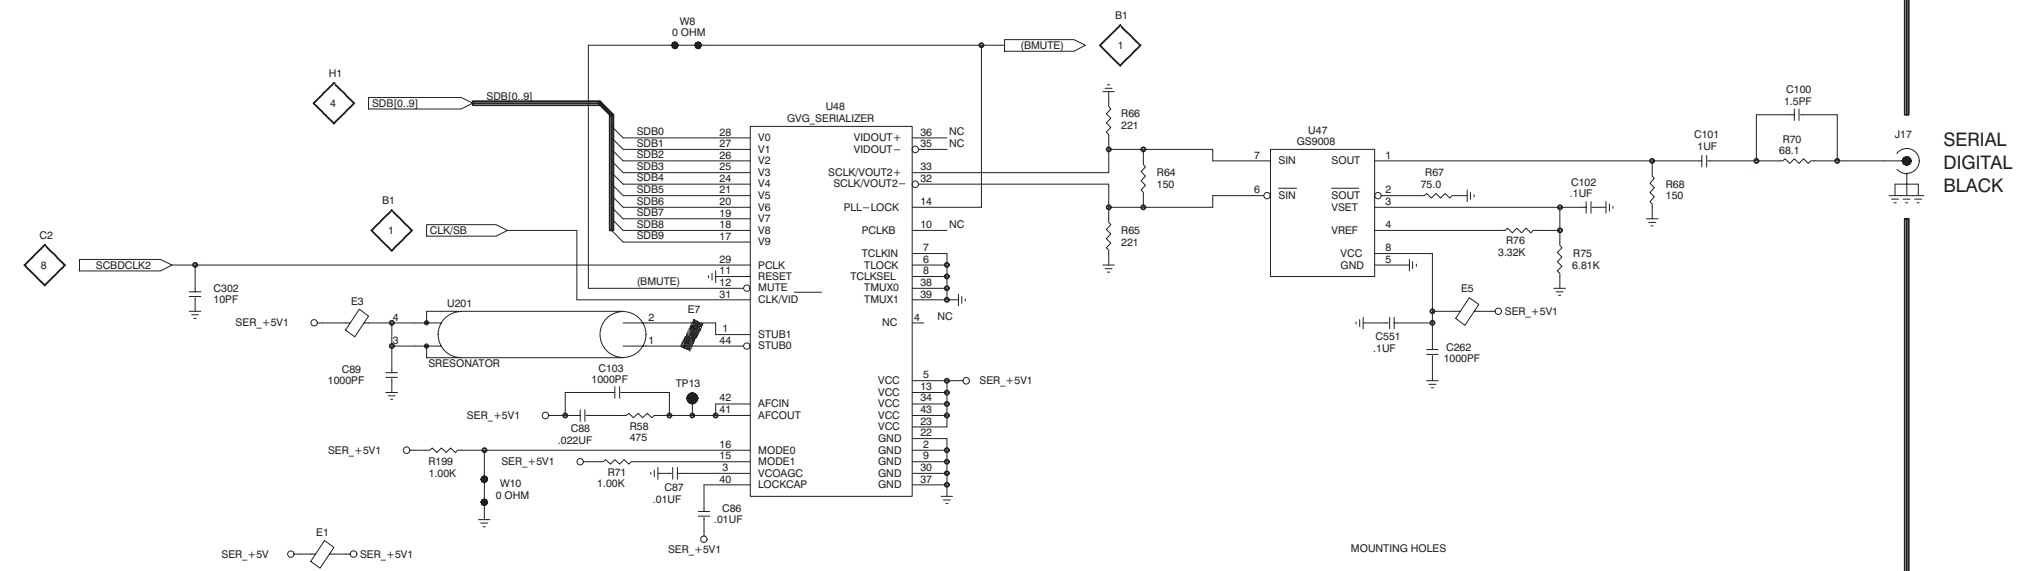 W8
0 OHM
(BMUTE)
B1
1
H1
4
SDB[0..9]
SDB[0..9]
U48
GVG_SERIALIZER
SDB0 28 V0
SDB1 27 V1
SDB2 26 V2
SDB3 25 V3
SDB4 24 V4
SDB5 21 V5
SDB6 20 V6
SDB7 19 V7
SDB8 18 V8
SDB9 17 V9
VIDOUT+ 36 NC
VIDOUT− 35 NC
SCLK/VOUT2+ 33
SCLK/VOUT2− 32
PLL−LOCK 14
PCLKB 10 NC
TCLKIN 7
TLOCK 6
TCLKSEL 8
TMUX0 38
TMUX1 39
NC 4 NC
B1
1
CLK/SB
C2
8
SCBDCLK2
C302
10PF
29 PCLK
11 RESET
(BMUTE) 12 MUTE
31 CLK/VID
E3
SER_+5V1
U201
4
3
2
1
SRESONATOR
E7
1 STUB1
44 STUB0
C89
1000PF
C103
1000PF
TP13
SER_+5V1
C88
.022UF
R58
475
42 AFCIN
41 AFCOUT
SER_+5V1
R199
1.00K
SER_+5V1
R71
1.00K
16 MODE0
15 MODE1
3 VCOAGC
40 LOCKCAP
W10
0 OHM
C87
.01UF
C86
.01UF
SER_+5V1
VCC 5 SER_+5V1
VCC 13
VCC 34
VCC 43
VCC 23
GND 22
GND 2
GND 9
GND 30
GND 37
E1
SER_+5V
SER_+5V1
R66
221
R64
150
R65
221
U47
GS9008
7 SIN
6 SIN
SOUT 1
SOUT 2
VSET 3
VREF 4
VCC 8
GND 5
R67
75.0
C102
.1UF
R76
3.32K
R75
6.81K
E5
SER_+5V1
C551
.1UF
C262
1000PF
R68
150
C101
1UF
C100
1.5PF
R70
68.1
J17
SERIAL
DIGITAL
BLACK
MOUNTING HOLES